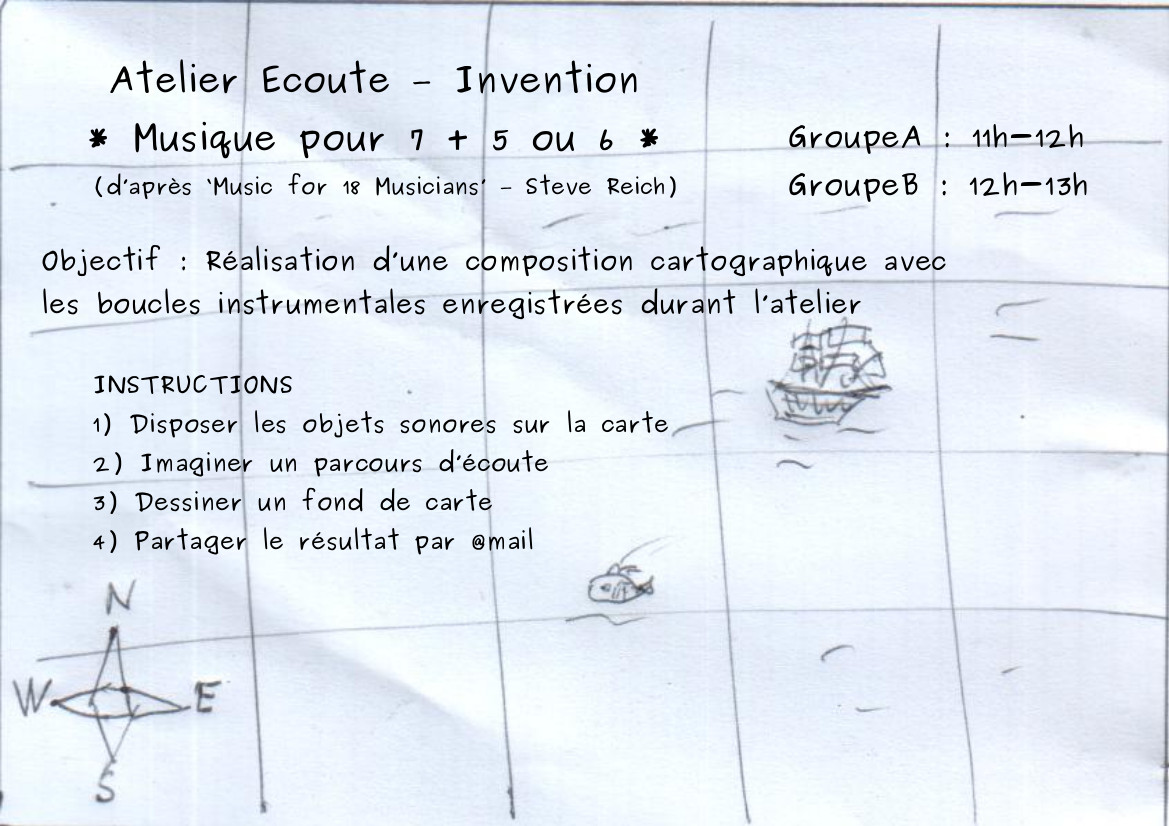 Atelier Ecoute – Invention
* Musique pour 7 + 5 ou 6 *
(d'après 'Music for 18 Musicians' – Steve Reich)
GroupeA : 11h–12h
GroupeB : 12h–13h
Objectif : Réalisation d'une composition cartographique avec
les boucles instrumentales enregistrées durant l'atelier
INSTRUCTIONS
1) Disposer les objets sonores sur la carte
2) Imaginer un parcours d'écoute
3) Dessiner un fond de carte
4) Partager le résultat par @mail
N
W E
S